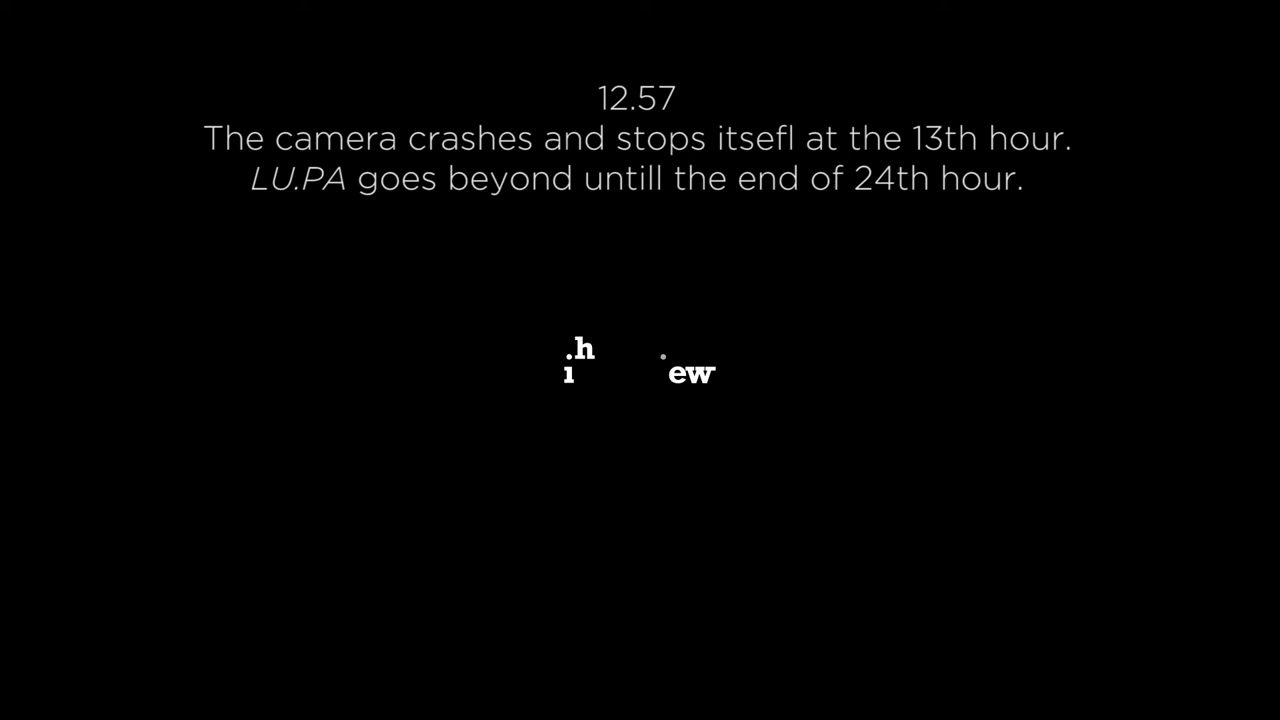 12.57
The camera crashes and stops itsefl at the 13th hour.
LU.PA goes beyond untill the end of 24th hour.
.h .
i ew